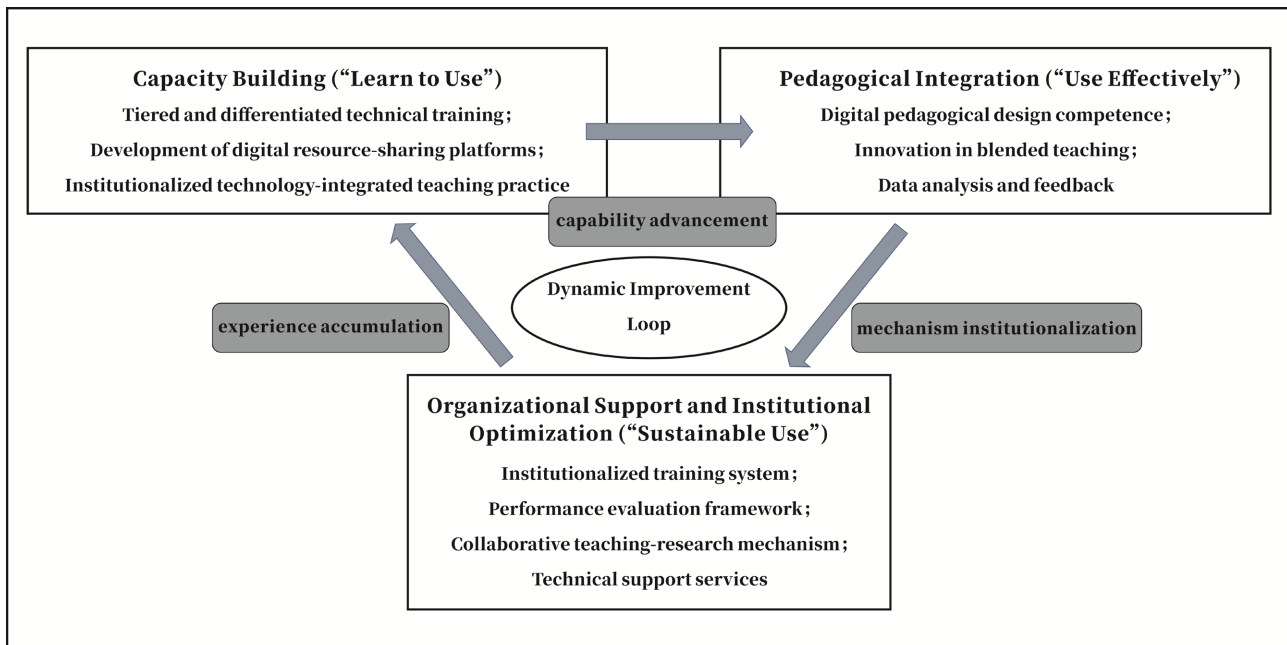 Capacity Building (“Learn to Use”)
Tiered and differentiated technical training;
Development of digital resource-sharing platforms;
Institutionalized technology-integrated teaching practice
Pedagogical Integration (“Use Effectively”)
Digital pedagogical design competence;
Innovation in blended teaching;
Data analysis and feedback
capability advancement
Dynamic Improvement
Loop
experience accumulation
mechanism institutionalization
Organizational Support and Institutional
Optimization (“Sustainable Use”)
Institutionalized training system;
Performance evaluation framework;
Collaborative teaching-research mechanism;
Technical support services